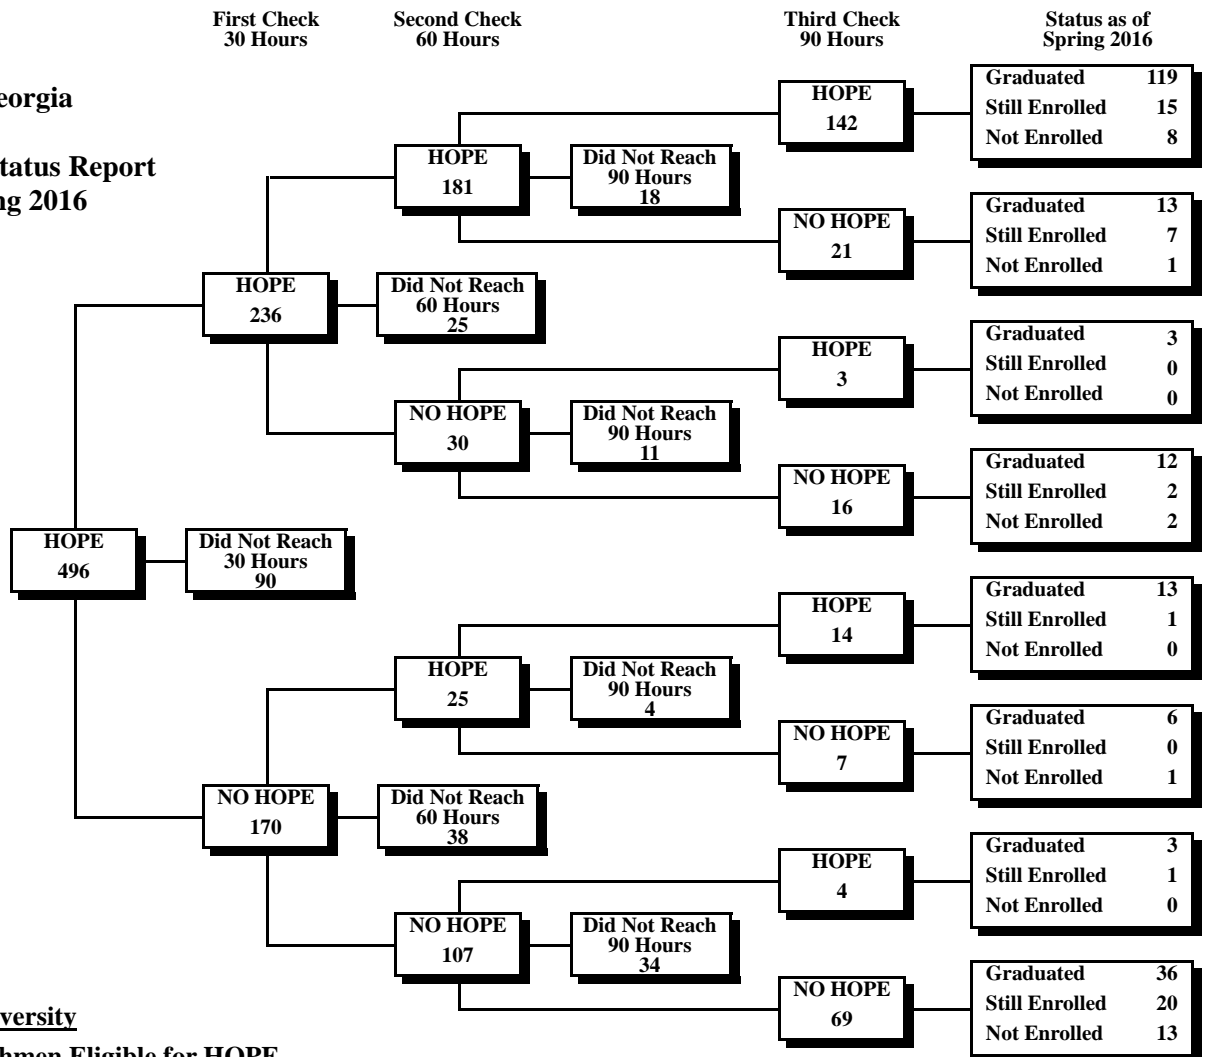 First Check
30 Hours
Second Check
60 Hours
Third Check
90 Hours
Status as of
Spring 2016
eorgia
tatus Report
ng 2016
HOPE
496
Did Not Reach
30 Hours
90
HOPE
236
Did Not Reach
60 Hours
25
NO HOPE
170
Did Not Reach
60 Hours
38
HOPE
181
Did Not Reach
90 Hours
18
NO HOPE
30
Did Not Reach
90 Hours
11
HOPE
25
Did Not Reach
90 Hours
4
NO HOPE
107
Did Not Reach
90 Hours
34
HOPE
142
Graduated 119
Still Enrolled 15
Not Enrolled 8
NO HOPE
21
Graduated 13
Still Enrolled 7
Not Enrolled 1
HOPE
3
Graduated 3
Still Enrolled 0
Not Enrolled 0
NO HOPE
16
Graduated 12
Still Enrolled 2
Not Enrolled 2
HOPE
14
Graduated 13
Still Enrolled 1
Not Enrolled 0
NO HOPE
7
Graduated 6
Still Enrolled 0
Not Enrolled 1
HOPE
4
Graduated 3
Still Enrolled 1
Not Enrolled 0
NO HOPE
69
Graduated 36
Still Enrolled 20
Not Enrolled 13
versity
hmen Eligible for HOPE